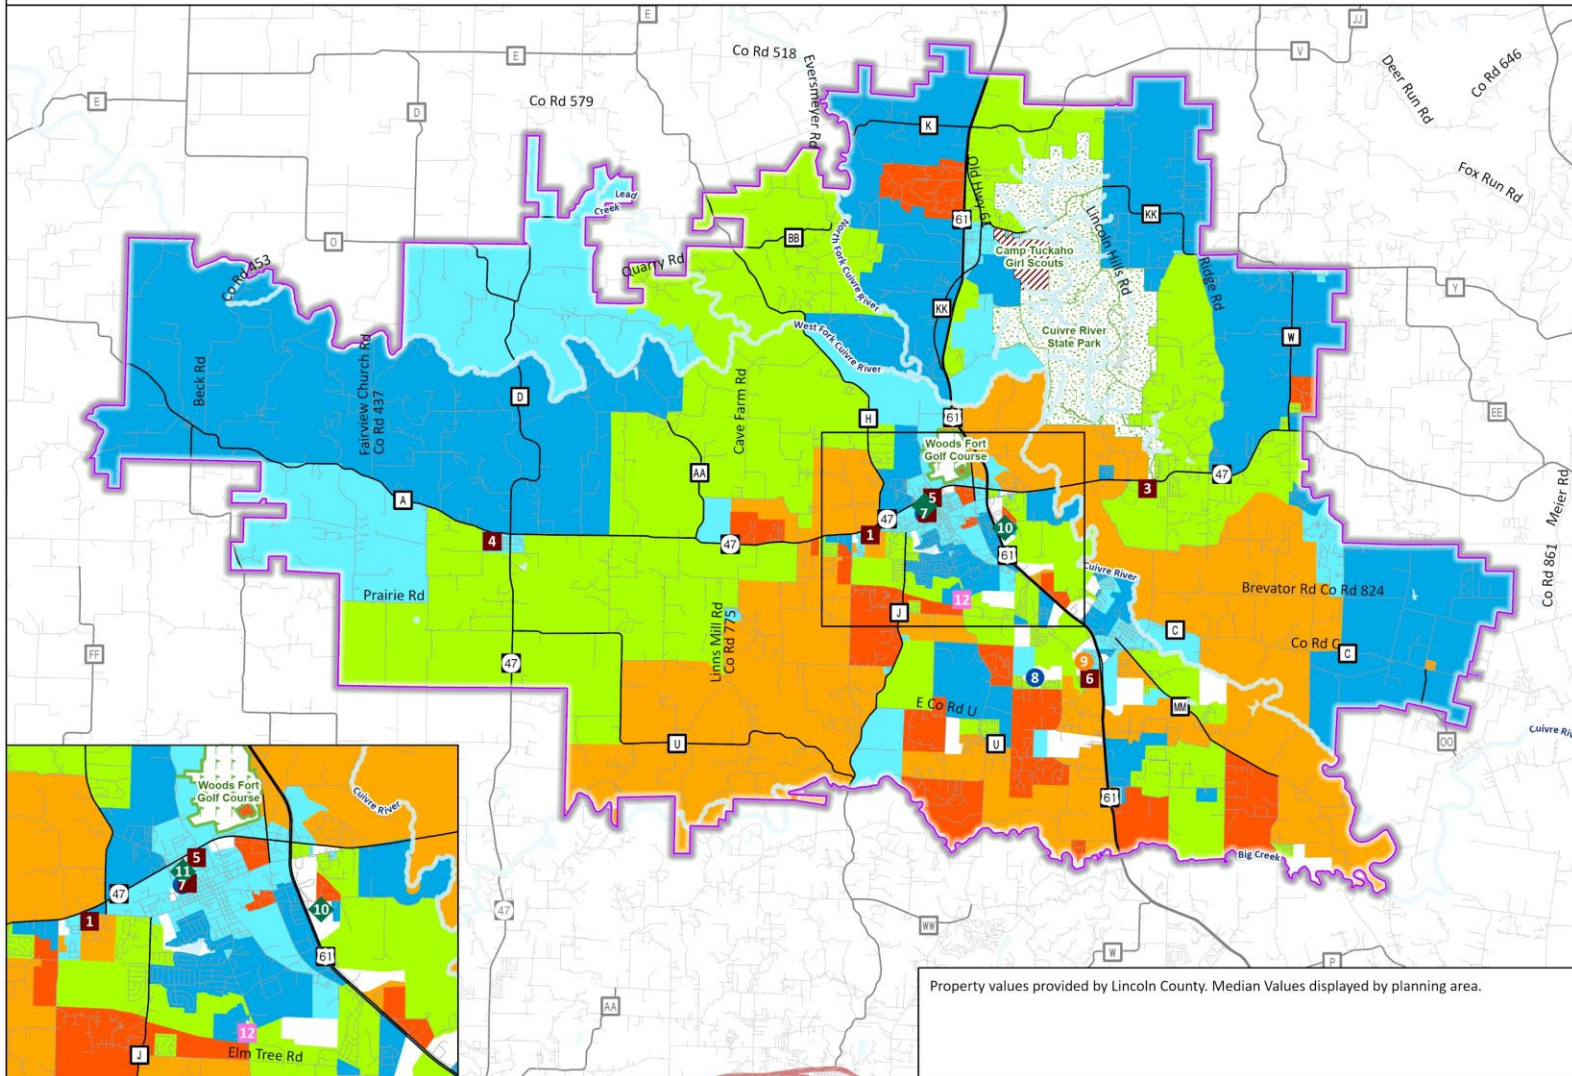 E
Co Rd 518
E
V
JJ
Deer Run Rd
Co Rd 646
E
Co Rd 579
D
Eversmeyer Rd
K
Old Hwy 61
Fox Run Rd
Lead
Creek
61
Lincoln Hills Rd
KK
O
BB
North Fork Cuivre River
Camp Tuckaho
Girl Scouts
Co Rd 453
Quarry Rd
Ridge Rd
Y
KK
West Fork Cuivre River
Cuivre River
State Park
W
Beck Rd
Fairview Church Rd
Co Rd 437
D
Cave Farm Rd
H
61
EE
Woods Fort
Golf Course
AA
47
A
3
5
7
47
10
Meier Rd
4
47
1
61
Cuivre River
Co Rd 861
Prairie Rd
12
Brevator Rd Co Rd 824
J
Linns Mill Rd
Co Rd 775
C
Co Rd C
C
FF
47
9
8
6
E Co Rd U
MM
U
U
OO
Cuivre Riv
61
Big Creek
Woods Fort
Golf Course
Cuivre River
5
11
7
47
1
10
61
12
Elm Tree Rd
J
47
WW
W
P
AA
Property values provided by Lincoln County. Median Values displayed by planning area.